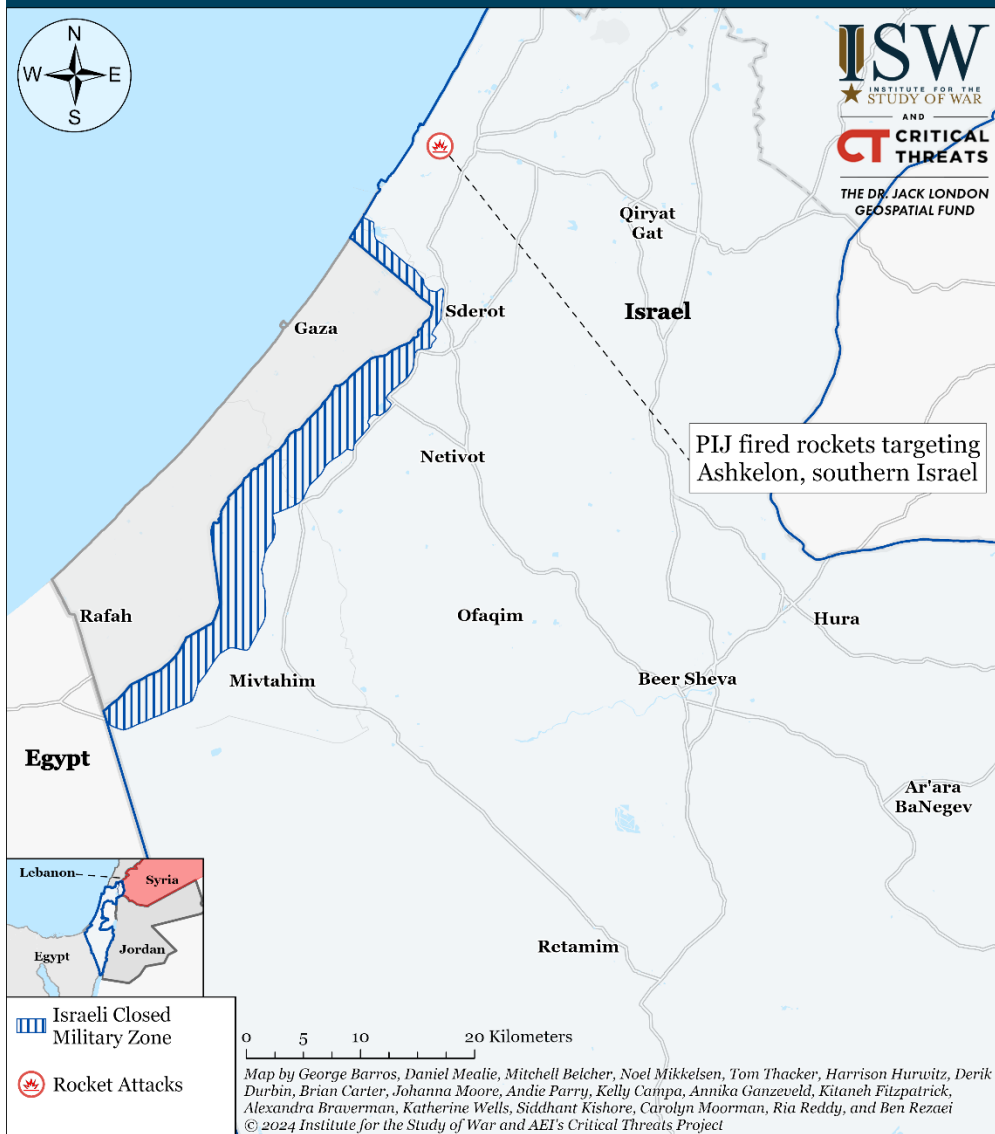 N
W E
S
ISW
INSTITUTE FOR THE
STUDY OF WAR
AND
CT CRITICAL
THREATS
THE DR. JACK LONDON
GEOSPATIAL FUND
Qiryat
Gat
Sderot
Israel
Gaza
PIJ fired rockets targeting
Ashkelon, southern Israel
Netivot
Rafah
Ofaqim
Hura
Mivtahim
Beer Sheva
Egypt
Ar'ara
BaNegev
Lebanon
Syria
Egypt
Jordan
Retamim
Israeli Closed
Military Zone
Rocket Attacks
0 5 10 20 Kilometers
Map by George Barros, Daniel Mealie, Mitchell Belcher, Noel Mikkelsen, Tom Thacker, Harrison Hurwitz, Derik
Durbin, Brian Carter, Johanna Moore, Andie Parry, Kelly Campa, Annika Ganzeveld, Kitaneh Fitzpatrick,
Alexandra Braverman, Katherine Wells, Siddhant Kishore, Carolyn Moorman, Ria Reddy, and Ben Rezaei
© 2024 Institute for the Study of War and AEI's Critical Threats Project